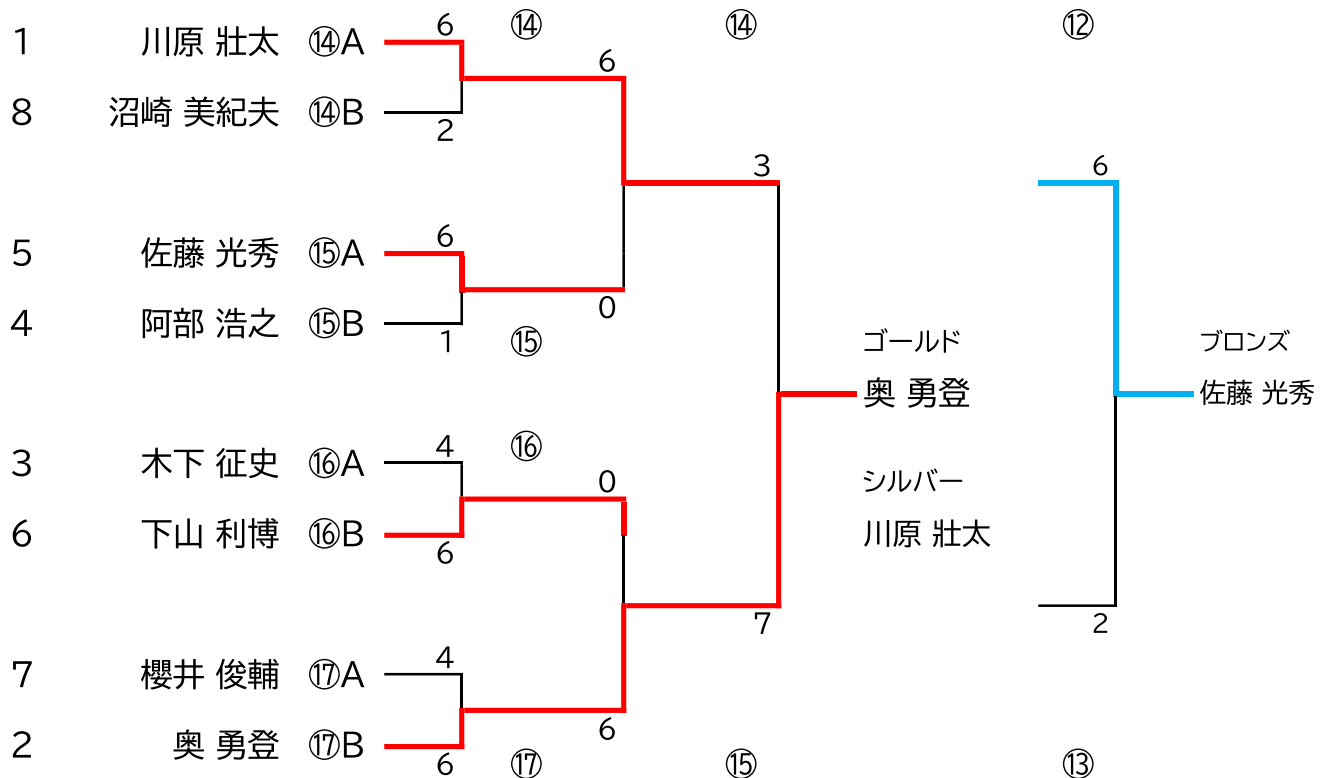 6 ⑭ ⑭ ⑫
1 川原 壯太 ⑭A 6
8 沼崎 美紀夫 ⑭B 2
3 6
5 佐藤 光秀 ⑮A 6
0
4 阿部 浩之 ⑮B 1 ⑮
ゴールド ブロンズ
奥 勇登 佐藤 光秀
3 木下 征史 ⑯A 4 ⑯
0 シルバー
6 下山 利博 ⑯B 6 川原 壯太
7 2
7 櫻井 俊輔 ⑰A 4
6
2 奥 勇登 ⑰B 6 ⑰ ⑮ ⑬